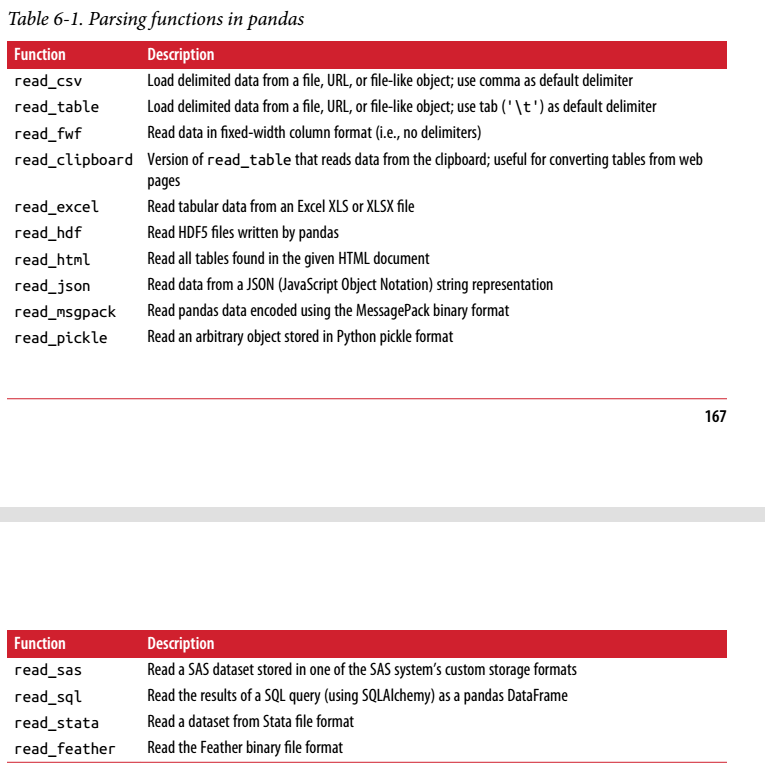 Table 6-1. Parsing functions in pandas
Function Description
read_csv Load delimited data from a file, URL, or file-like object; use comma as default delimiter
read_table Load delimited data from a file, URL, or file-like object; use tab ('\t') as default delimiter
read_fwf Read data in fixed-width column format (i.e., no delimiters)
read_clipboard Version of read_table that reads data from the clipboard; useful for converting tables from web
pages
read_excel Read tabular data from an Excel XLS or XLSX file
read_hdf Read HDF5 files written by pandas
read_html Read all tables found in the given HTML document
read_json Read data from a JSON (JavaScript Object Notation) string representation
read_msgpack Read pandas data encoded using the MessagePack binary format
read_pickle Read an arbitrary object stored in Python pickle format
167
Function Description
read_sas Read a SAS dataset stored in one of the SAS system's custom storage formats
read_sql Read the results of a SQL query (using SQLAlchemy) as a pandas DataFrame
read_stata Read a dataset from Stata file format
read_feather Read the Feather binary file format